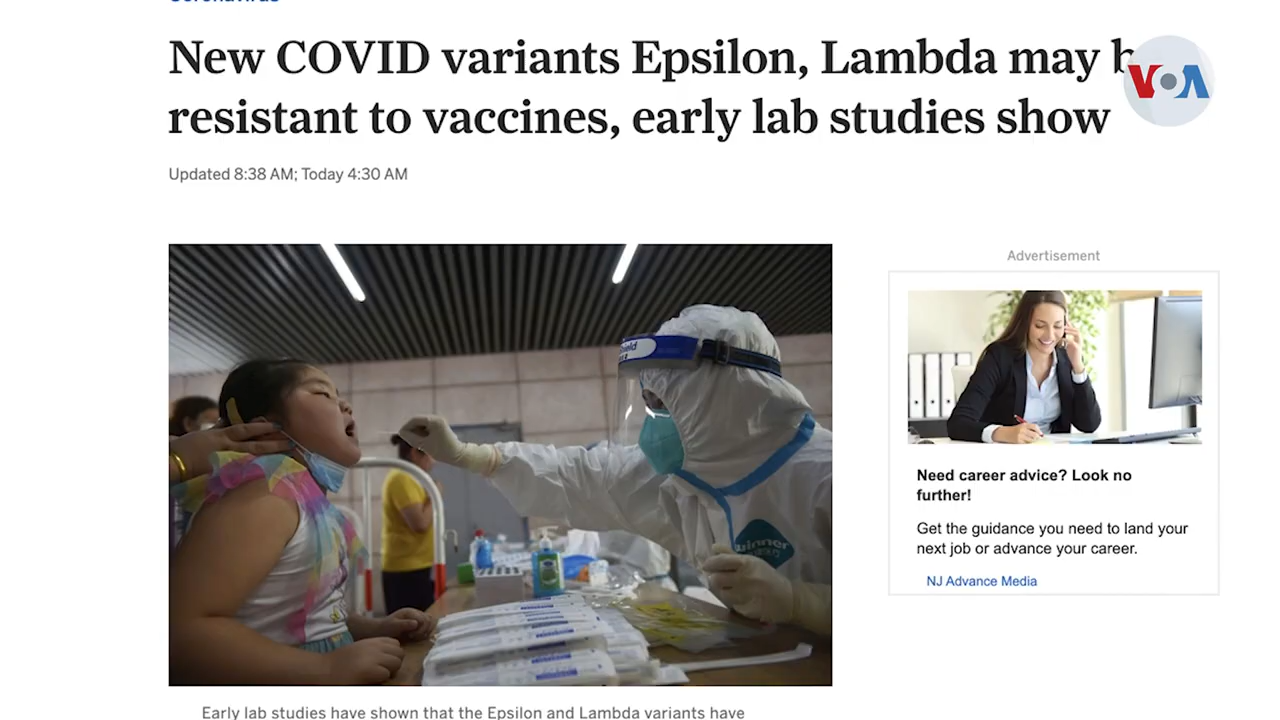 New COVID variants Epsilon, Lambda may b
VOA
resistant to vaccines, early lab studies show
Updated 8:38 AM; Today 4:30 AM
Advertisement
winner
Need career advice? Look no
further!
Get the guidance you need to land your
next job or advance your career.
NJ Advance Media
Early lab studies have shown that the Epsilon and Lambda variants have